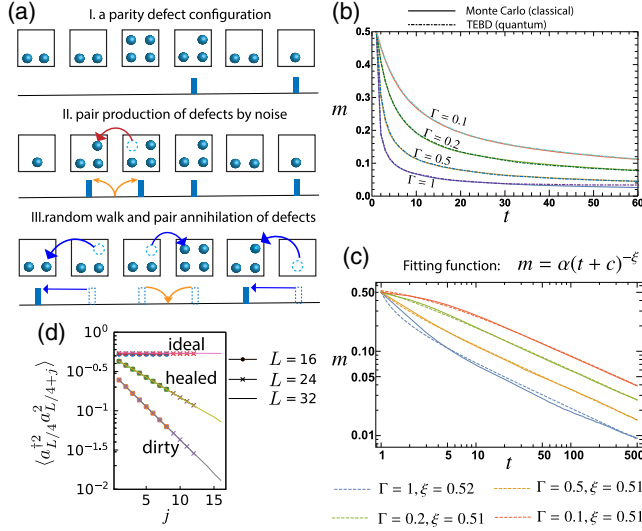 (a)
I. a parity defect configuration
II. pair production of defects by noise
III.random walk and pair annihilation of defects
(b)
Monte Carlo (classical)
TEBD (quantum)
0.5
0.4
0.3
0.2
0.1
0.0
m
Γ = 0.1
Γ = 0.2
Γ = 0.5
Γ = 1
0 10 20 30 40 50 60
t
(c)
Fitting function: m = α(t + c)^{-ξ}
0.50
0.10
0.05
0.01
m
1 5 10 50 100 500
t
Γ = 1, ξ = 0.52
Γ = 0.5, ξ = 0.51
Γ = 0.2, ξ = 0.51
Γ = 0.1, ξ = 0.51
(d)
10^0
10^{-0.5}
10^{-1}
10^{-1.5}
10^{-2}
⟨a^{†2}_{L/4} a^2_{L/4+j}⟩
ideal
healed
dirty
L = 16
L = 24
L = 32
5 10 15
j